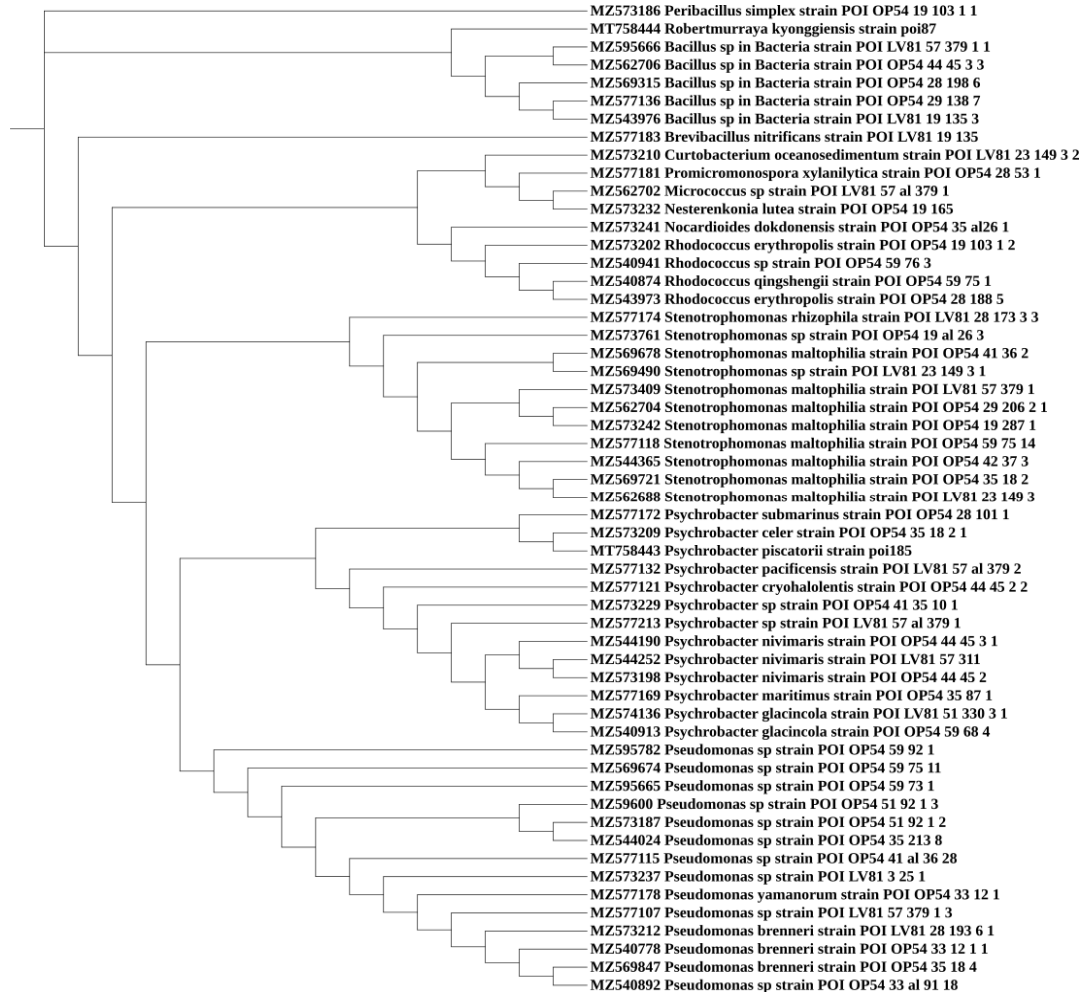 MZ573186 Peribacillus simplex strain POI OP54 19 103 1 1
MT758444 Robertmurraya kyonggiensis strain poi87
MZ595666 Bacillus sp in Bacteria strain POI LV81 57 379 1 1
MZ562706 Bacillus sp in Bacteria strain POI OP54 44 45 3 3
MZ569315 Bacillus sp in Bacteria strain POI OP54 28 198 6
MZ577136 Bacillus sp in Bacteria strain POI OP54 29 138 7
MZ543976 Bacillus sp in Bacteria strain POI LV81 19 135 3
MZ577183 Brevibacillus nitrificans strain POI LV81 19 135
MZ573210 Curtobacterium oceanosedimentum strain POI LV81 23 149 3 2
MZ577181 Promicromonospora xylanilytica strain POI OP54 28 53 1
MZ562702 Micrococcus sp strain POI LV81 57 al 379 1
MZ573232 Nesterenkonia lutea strain POI OP54 19 165
MZ573241 Nocardioides dokdonensis strain POI OP54 35 al26 1
MZ573202 Rhodococcus erythropolis strain POI OP54 19 103 1 2
MZ540941 Rhodococcus sp strain POI OP54 59 76 3
MZ540874 Rhodococcus qingshengii strain POI OP54 59 75 1
MZ543973 Rhodococcus erythropolis strain POI OP54 28 188 5
MZ577174 Stenotrophomonas rhizophila strain POI LV81 28 173 3 3
MZ573761 Stenotrophomonas sp strain POI OP54 19 al 26 3
MZ569678 Stenotrophomonas maltophilia strain POI OP54 41 36 2
MZ569490 Stenotrophomonas sp strain POI LV81 23 149 3 1
MZ573409 Stenotrophomonas maltophilia strain POI LV81 57 379 1
MZ562704 Stenotrophomonas maltophilia strain POI OP54 29 206 2 1
MZ573242 Stenotrophomonas maltophilia strain POI OP54 19 287 1
MZ577118 Stenotrophomonas maltophilia strain POI OP54 59 75 14
MZ544365 Stenotrophomonas maltophilia strain POI OP54 42 37 3
MZ569721 Stenotrophomonas maltophilia strain POI OP54 35 18 2
MZ562688 Stenotrophomonas maltophilia strain POI LV81 23 149 3
MZ577172 Psychrobacter submarinus strain POI OP54 28 101 1
MZ573209 Psychrobacter celer strain POI OP54 35 18 2 1
MT758443 Psychrobacter piscatorii strain poi185
MZ577132 Psychrobacter pacificensis strain POI LV81 57 al 379 2
MZ577121 Psychrobacter cryohalolentis strain POI OP54 44 45 2 2
MZ573229 Psychrobacter sp strain POI OP54 41 35 10 1
MZ577213 Psychrobacter sp strain POI LV81 57 al 379 1
MZ544190 Psychrobacter nivimaris strain POI OP54 44 45 3 1
MZ544252 Psychrobacter nivimaris strain POI LV81 57 311
MZ573198 Psychrobacter nivimaris strain POI OP54 44 45 2
MZ577169 Psychrobacter maritimus strain POI OP54 35 87 1
MZ574136 Psychrobacter glacincola strain POI LV81 51 330 3 1
MZ540913 Psychrobacter glacincola strain POI OP54 59 68 4
MZ595782 Pseudomonas sp strain POI OP54 59 92 1
MZ569674 Pseudomonas sp strain POI OP54 59 75 11
MZ595665 Pseudomonas sp strain POI OP54 59 73 1
MZ59600 Pseudomonas sp strain POI OP54 51 92 1 3
MZ573187 Pseudomonas sp strain POI OP54 51 92 1 2
MZ544024 Pseudomonas sp strain POI OP54 35 213 8
MZ577115 Pseudomonas sp strain POI OP54 41 al 36 28
MZ573237 Pseudomonas sp strain POI LV81 3 25 1
MZ577178 Pseudomonas yamanorum strain POI OP54 33 12 1
MZ577107 Pseudomonas sp strain POI LV81 57 379 1 3
MZ573212 Pseudomonas brenneri strain POI LV81 28 193 6 1
MZ540778 Pseudomonas brenneri strain POI OP54 33 12 1 1
MZ569847 Pseudomonas brenneri strain POI OP54 35 18 4
MZ540892 Pseudomonas sp strain POI OP54 33 al 91 18